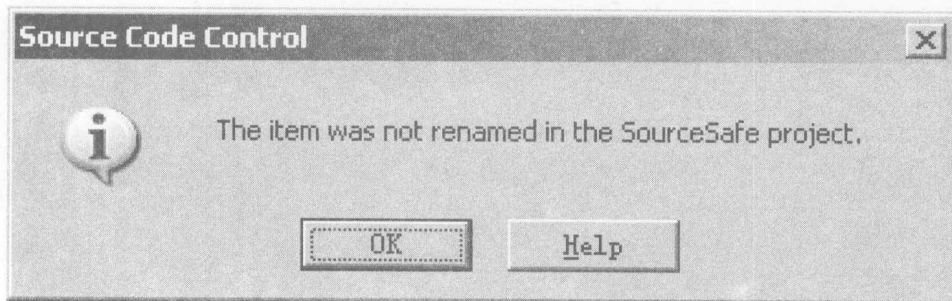 Source Code Control
The item was not renamed in the SourceSafe project.
OK
Help